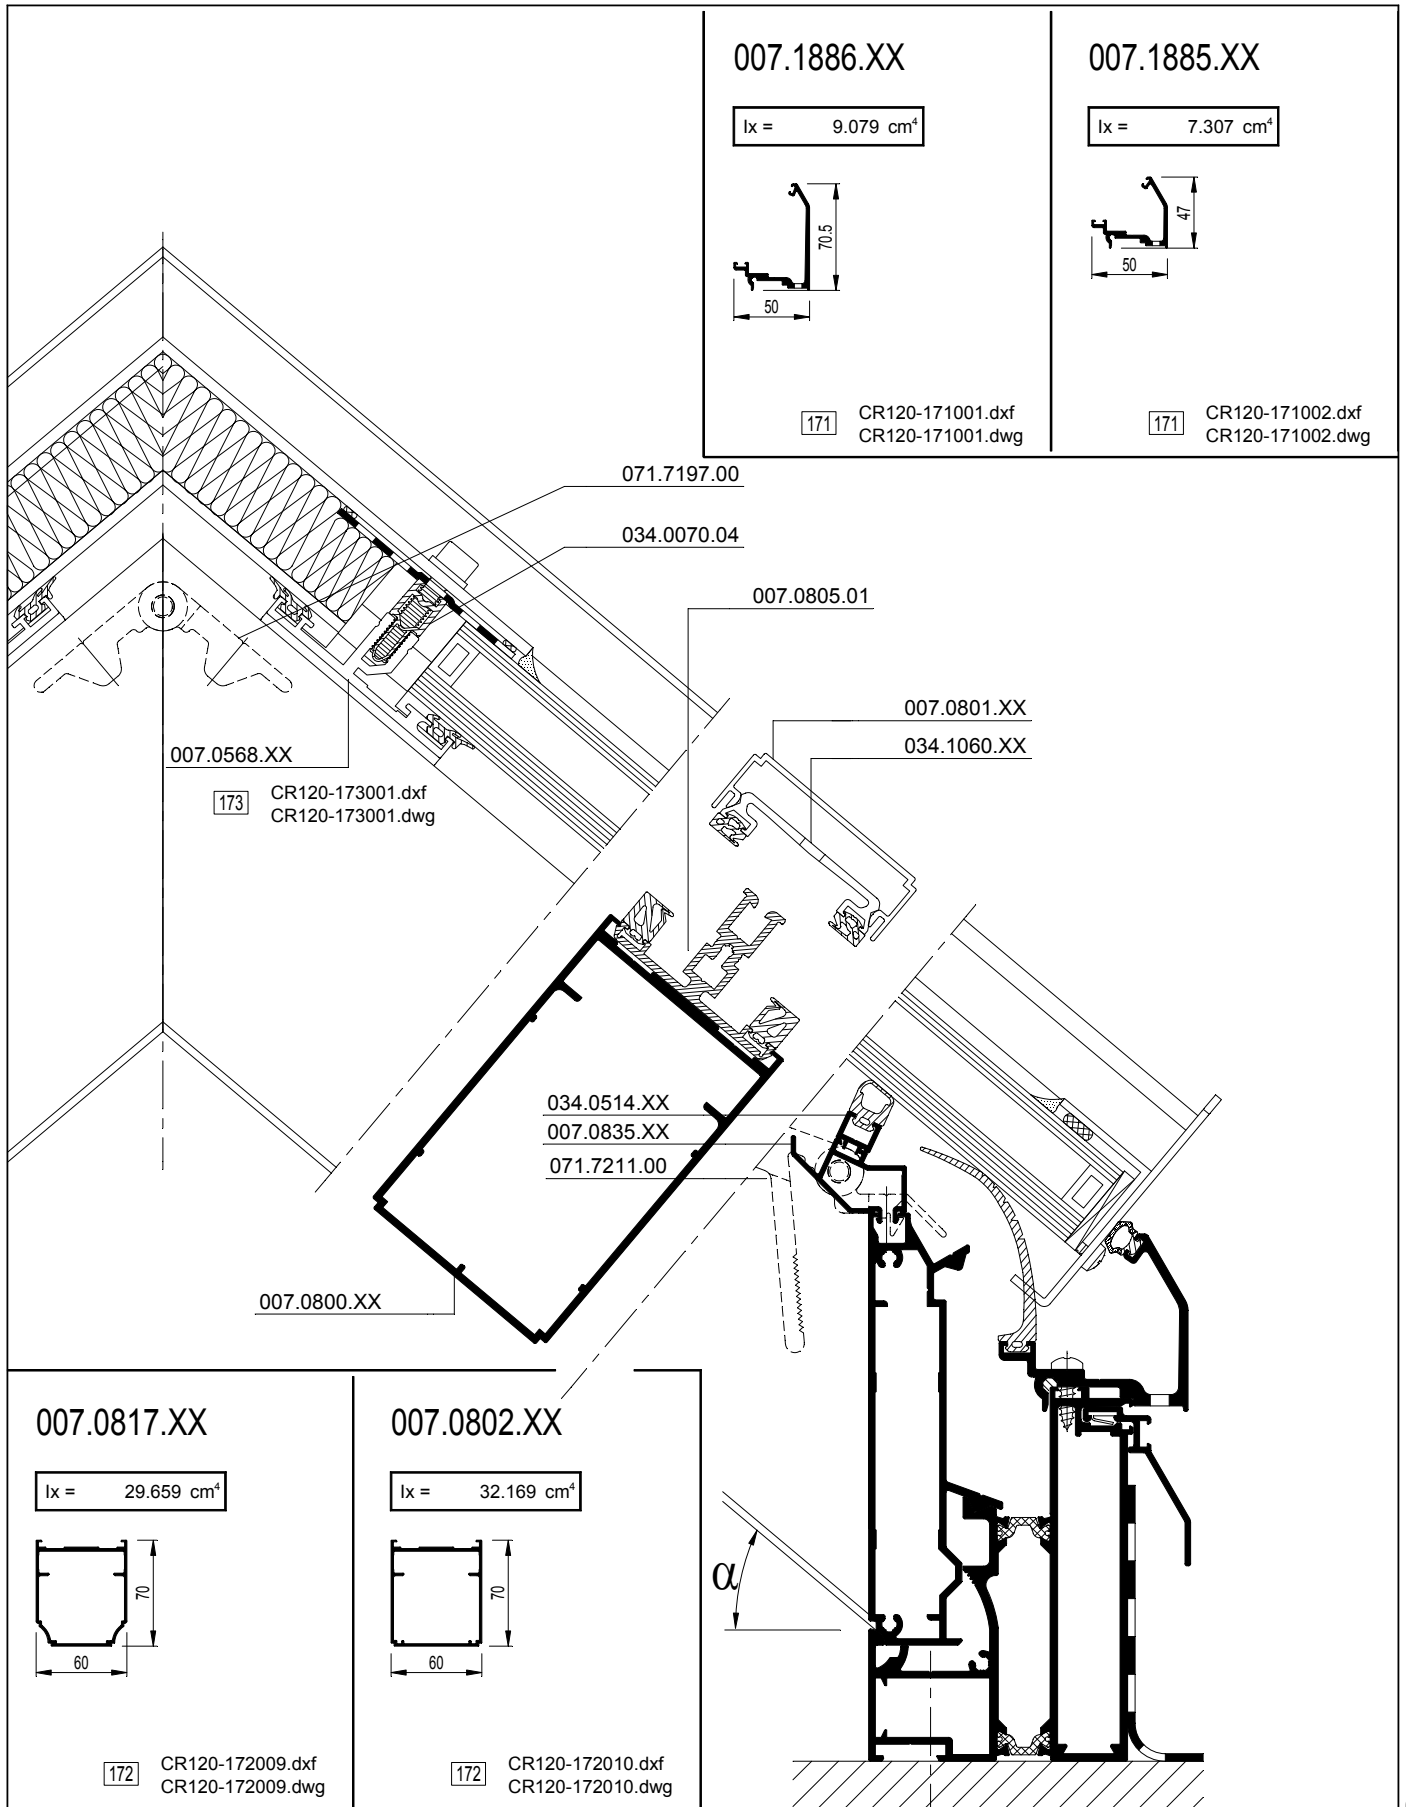 007.1886.XX
Ix = 9.079 cm⁴
70.5
50
171
CR120-171001.dxf
CR120-171001.dwg
007.1885.XX
Ix = 7.307 cm⁴
47
50
171
CR120-171002.dxf
CR120-171002.dwg
071.7197.00
034.0070.04
007.0805.01
007.0801.XX
034.1060.XX
007.0568.XX
173
CR120-173001.dxf
CR120-173001.dwg
034.0514.XX
007.0835.XX
071.7211.00
007.0800.XX
007.0817.XX
Ix = 29.659 cm⁴
70
60
172
CR120-172009.dxf
CR120-172009.dwg
007.0802.XX
Ix = 32.169 cm⁴
70
60
172
CR120-172010.dxf
CR120-172010.dwg
α